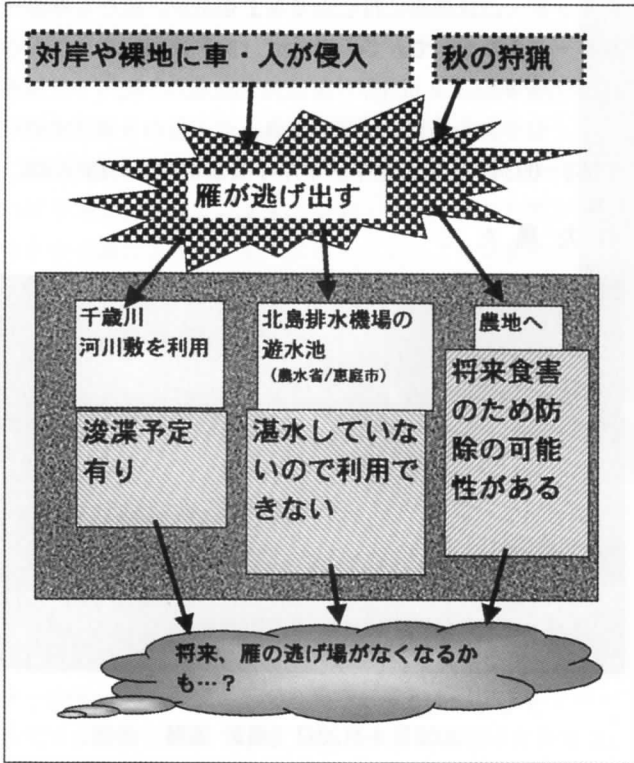 対岸や裸地に車・人が侵入
秋の狩猟
雁が逃げ出す
千歳川
河川敷を利用
浚渫予定
有り
北島排水機場の
遊水池
（農水省/恵庭市）
湛水していな
いので利用で
きない
農地へ
将来食害
のため防
除の可能
性がある
将来、雁の逃げ場がなくなるか
も…？